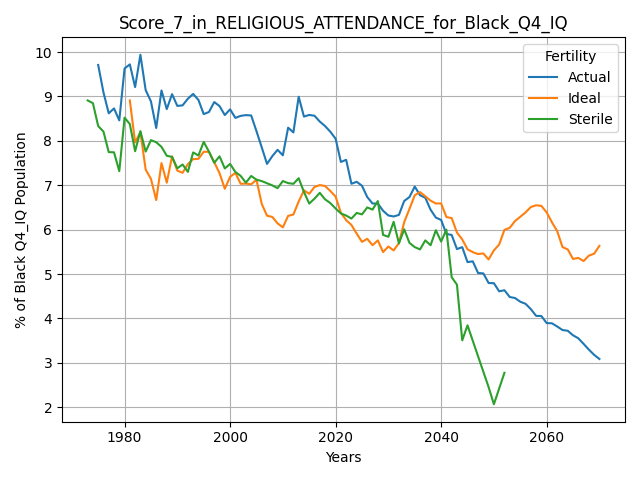 Score_7_in_RELIGIOUS_ATTENDANCE_for_Black_Q4_IQ
% of Black Q4_IQ Population
10
9
8
7
6
5
4
3
2
Fertility
Actual
Ideal
Sterile
1980 2000 2020 2040 2060
Years